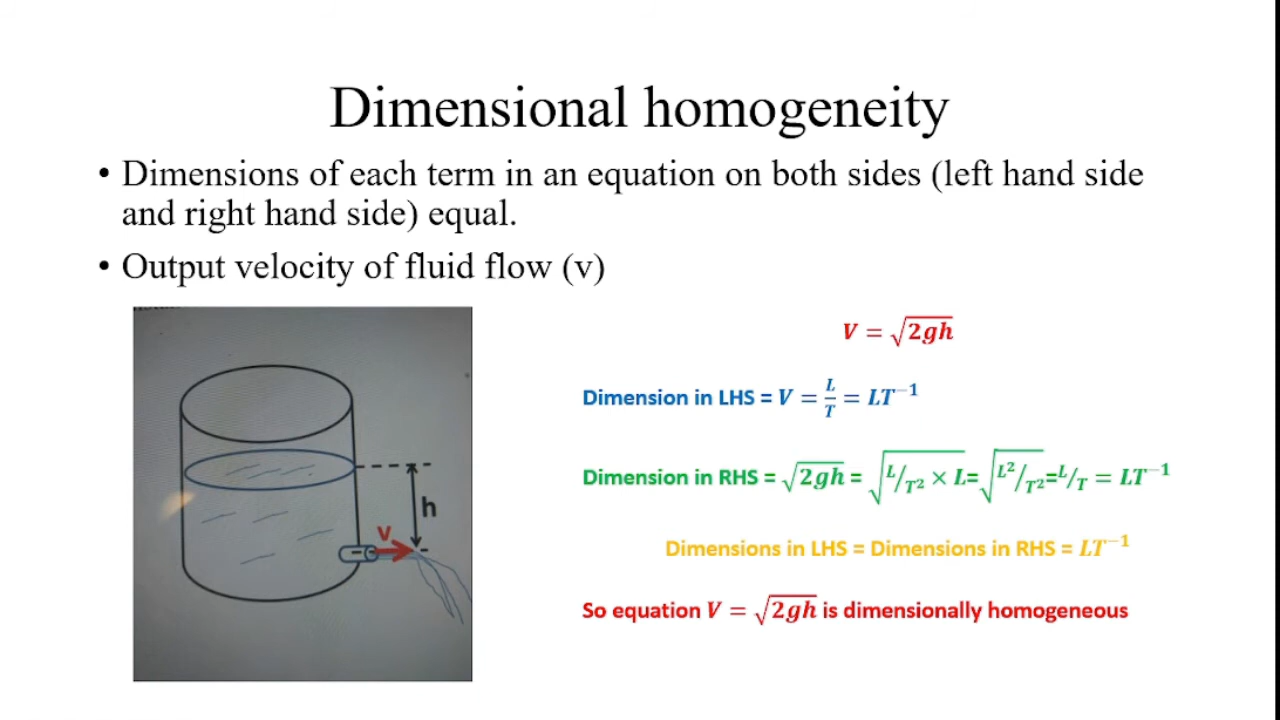 Dimensional homogeneity
• Dimensions of each term in an equation on both sides (left hand side
and right hand side) equal.
• Output velocity of fluid flow (v)
V = √2gh
Dimension in LHS = V = L/T = LT⁻¹
Dimension in RHS = √2gh = √(L/T² × L)= √(L²/T²)=L/T = LT⁻¹
h
v
Dimensions in LHS = Dimensions in RHS = LT⁻¹
So equation V = √2gh is dimensionally homogeneous